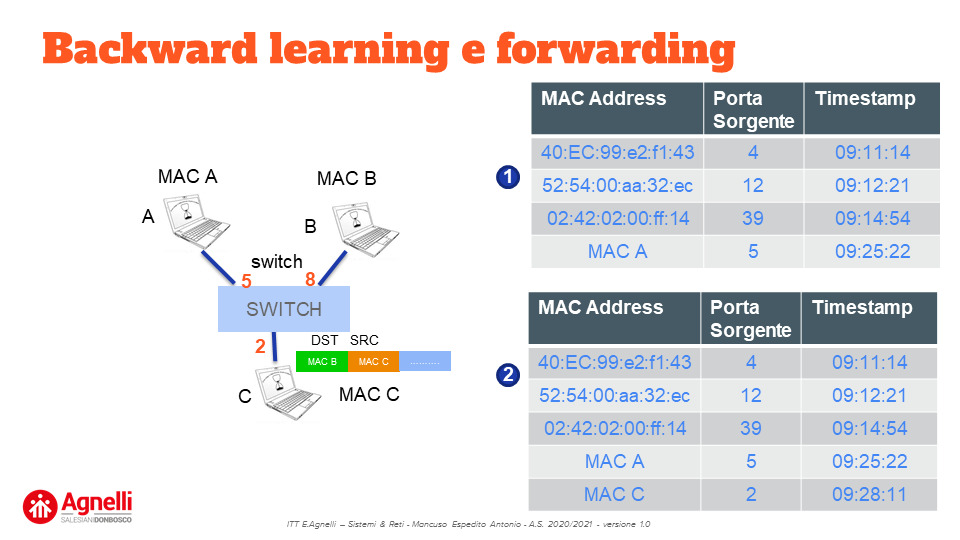 Backward learning e forwarding
MAC A
MAC B
A
B
switch
5
8
SWITCH
2
DST SRC
MAC B MAC C ..........
C
MAC C
1
MAC Address Porta Sorgente Timestamp
40:EC:99:e2:f1:43 4 09:11:14
52:54:00:aa:32:ec 12 09:12:21
02:42:02:00:ff:14 39 09:14:54
MAC A 5 09:25:22
2
MAC Address Porta Sorgente Timestamp
40:EC:99:e2:f1:43 4 09:11:14
52:54:00:aa:32:ec 12 09:12:21
02:42:02:00:ff:14 39 09:14:54
MAC A 5 09:25:22
MAC C 2 09:28:11
Agnelli
SALESIANI DONBOSCO
ITT E.Agnelli – Sistemi & Reti - Mancuso Espedito Antonio - A.S. 2020/2021 - versione 1.0